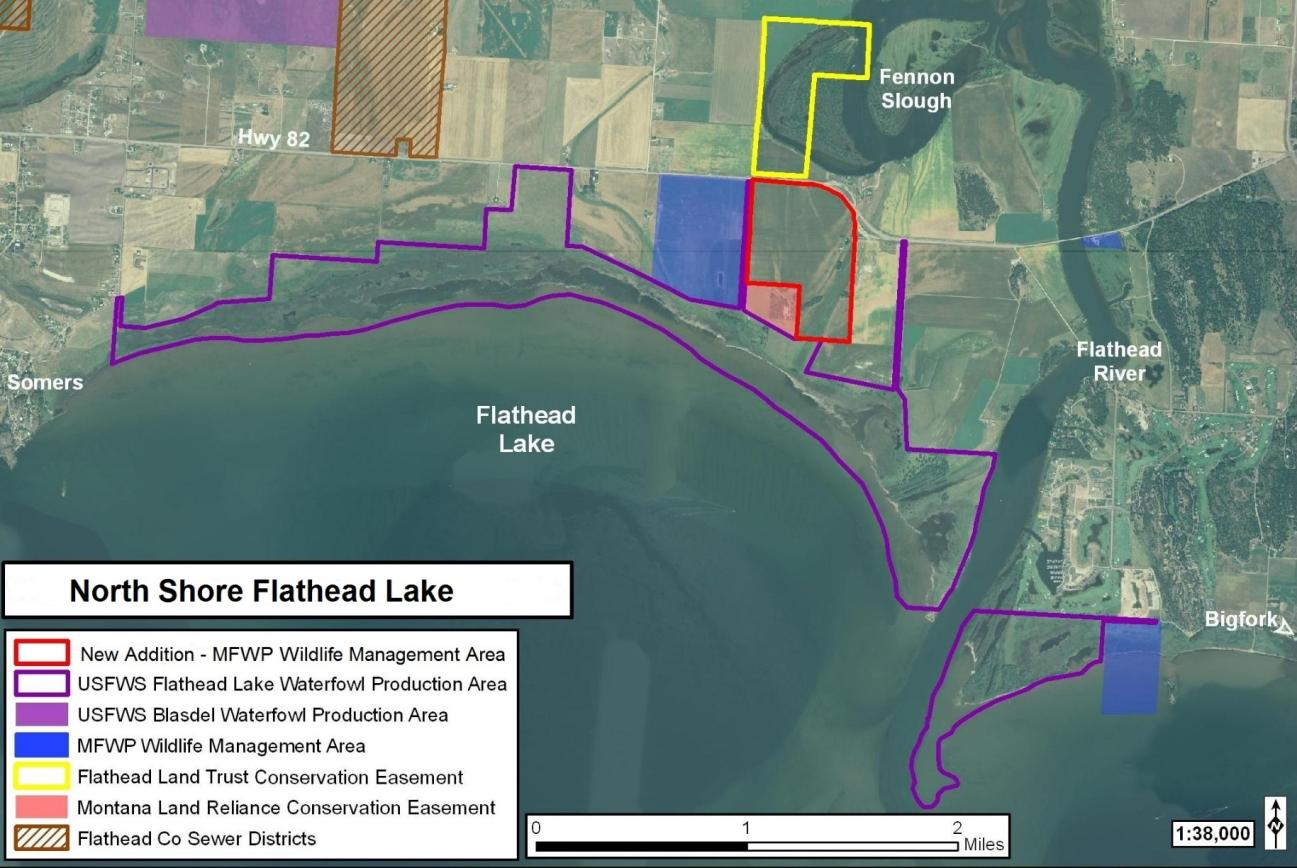 Fennon
Slough
Hwy 82
Flathead
River
Somers
Flathead
Lake
North Shore Flathead Lake
Bigfork
New Addition - MFWP Wildlife Management Area
USFWS Flathead Lake Waterfowl Production Area
USFWS Blasdel Waterfowl Production Area
MFWP Wildlife Management Area
Flathead Land Trust Conservation Easement
Montana Land Reliance Conservation Easement
Flathead Co Sewer Districts
0 1 2
Miles
1:38,000
N